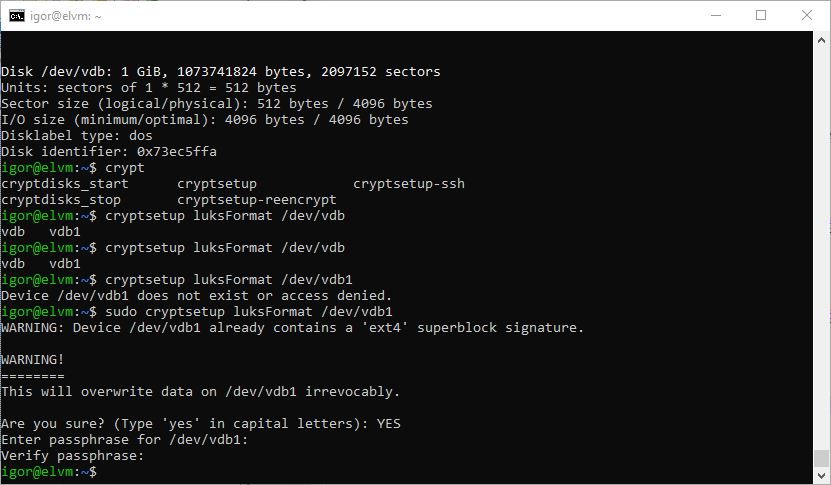 igor@elvm: ~
Disk /dev/vdb: 1 GiB, 1073741824 bytes, 2097152 sectors
Units: sectors of 1 * 512 = 512 bytes
Sector size (logical/physical): 512 bytes / 4096 bytes
I/O size (minimum/optimal): 4096 bytes / 4096 bytes
Disklabel type: dos
Disk identifier: 0x73ec5ffa
igor@elvm:~$ crypt
cryptdisks_start      cryptsetup            cryptsetup-ssh
cryptdisks_stop       cryptsetup-reencrypt
igor@elvm:~$ cryptsetup luksFormat /dev/vdb
vdb   vdb1
igor@elvm:~$ cryptsetup luksFormat /dev/vdb
vdb   vdb1
igor@elvm:~$ cryptsetup luksFormat /dev/vdb1
Device /dev/vdb1 does not exist or access denied.
igor@elvm:~$ sudo cryptsetup luksFormat /dev/vdb1
WARNING: Device /dev/vdb1 already contains a 'ext4' superblock signature.
WARNING!
========
This will overwrite data on /dev/vdb1 irrevocably.
Are you sure? (Type 'yes' in capital letters): YES
Enter passphrase for /dev/vdb1:
Verify passphrase:
igor@elvm:~$